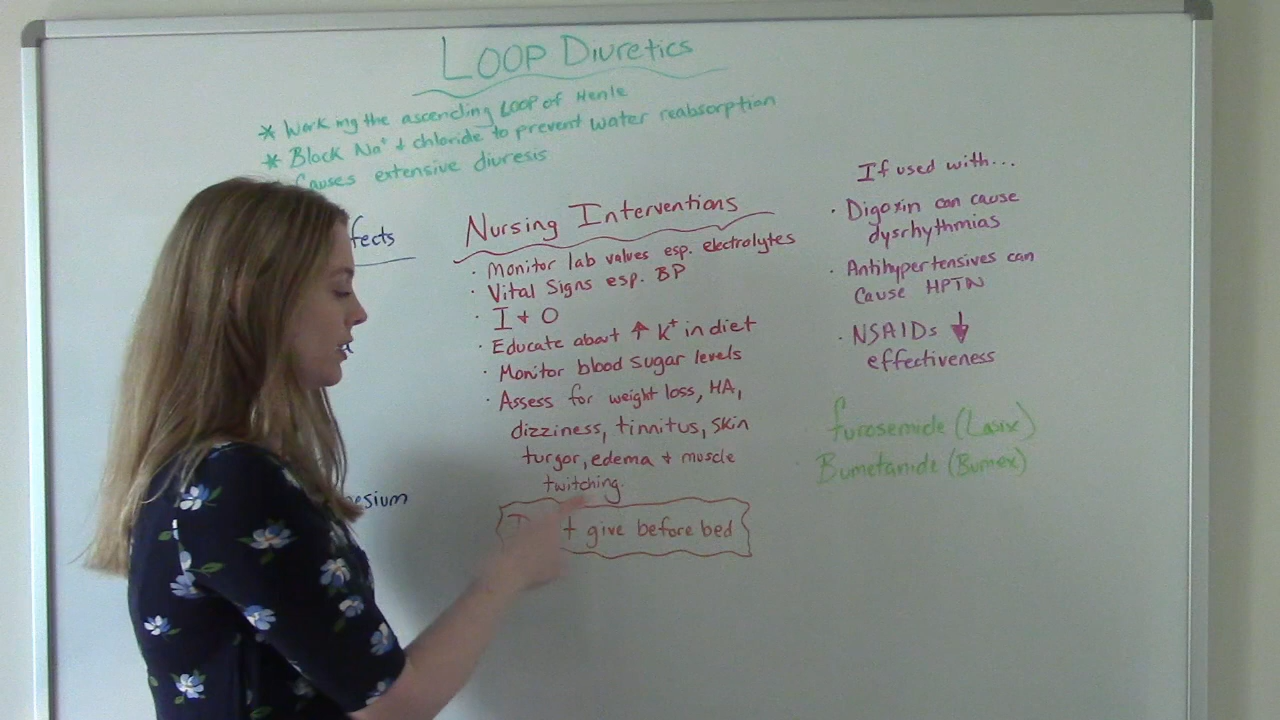 LOOP Diuretics
* Work ing the ascending LOOP of Henle
* Block Na+ + chloride to prevent water reabsorption
Causes extensive diuresis
fects
esium
Nursing Interventions
· Monitor lab values esp. electrolytes
· Vital Signs esp. BP
· I + O
· Educate about ↑ K+ in diet
· Monitor blood sugar levels
· Assess for weight loss, HA,
dizziness, tinnitus, skin
turgor, edema + muscle
twitching.
give before bed
If used with...
· Digoxin can cause
dysrhythmias
· Antihypertensives can
cause HPTN
· NSAIDs ↓
effectiveness
furosemide (Lasix)
Bumetanide (Bumex)